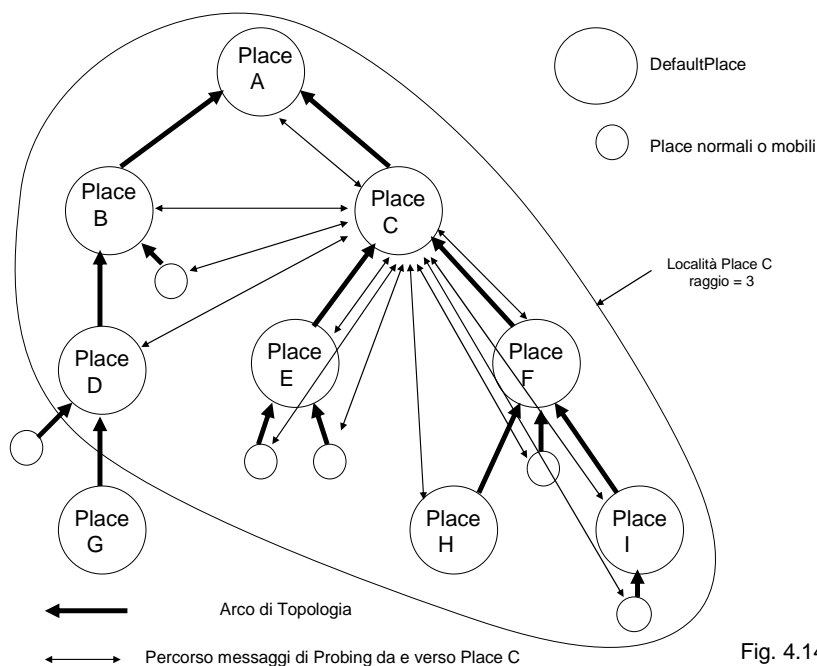 Place
A
DefaultPlace
Place normali o mobili
Place
B
Place
C
Località Place C
raggio = 3
Place
D
Place
E
Place
F
Place
G
Place
H
Place
I
Arco di Topologia
Percorso messaggi di Probing da e verso Place C
Fig. 4.14